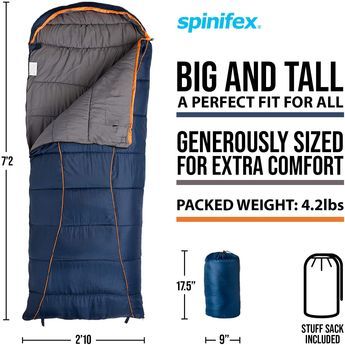 spinifex.
BIG AND TALL
A PERFECT FIT FOR ALL
GENEROUSLY SIZED
FOR EXTRA COMFORT
PACKED WEIGHT: 4.2lbs
7'2
2'10
17.5"
9"
STUFF SACK
INCLUDED